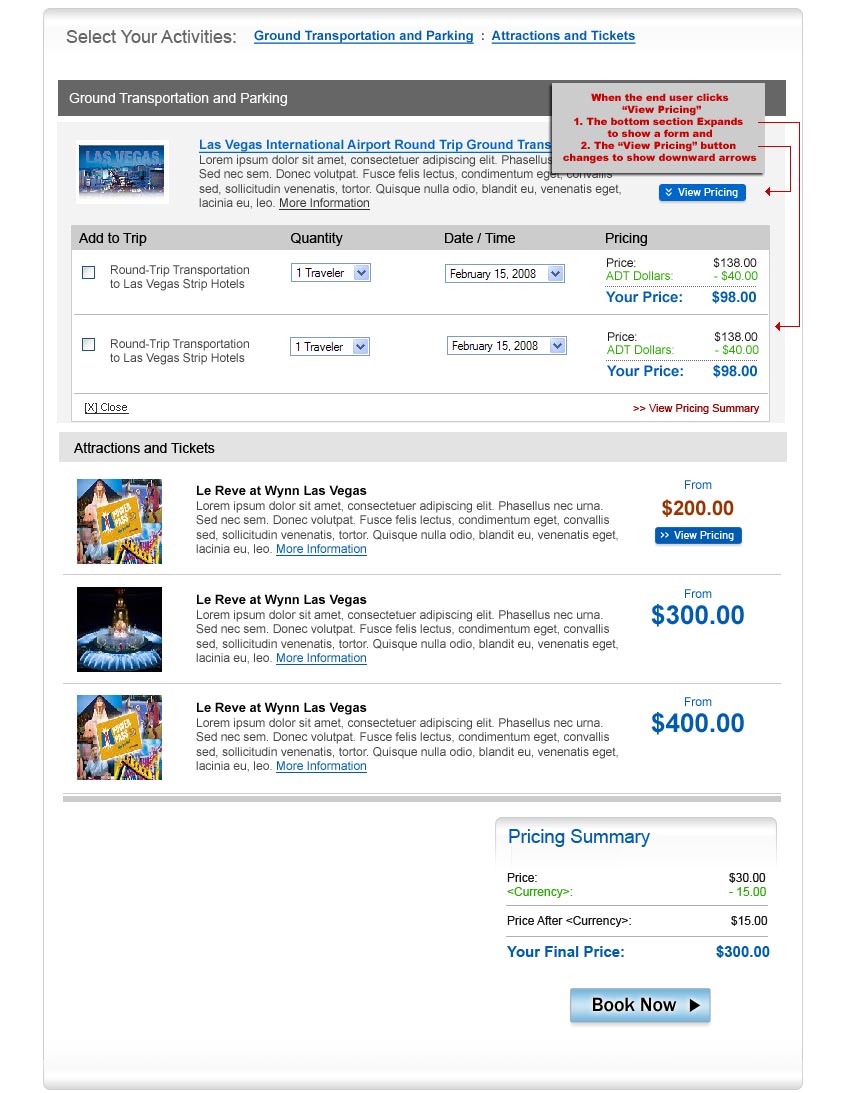 Select Your Activities: Ground Transportation and Parking : Attractions and Tickets
Ground Transportation and Parking
When the end user clicks
“View Pricing”
1. The bottom section Expands
to show a form and
2. The “View Pricing” button
changes to show downward arrows
LAS VEGAS
Las Vegas International Airport Round Trip Ground Trans
Lorem ipsum dolor sit amet, consectetuer adipiscing elit. Phasellus
Sed nec sem. Donec volutpat. Fusce felis lectus, condimentum eget, convallis
sed, sollicitudin venenatis, tortor. Quisque nulla odio, blandit eu, venenatis eget,
lacinia eu, leo. More Information
View Pricing
Add to Trip Quantity Date / Time Pricing
Round-Trip Transportation
to Las Vegas Strip Hotels
1 Traveler
February 15, 2008
Price: $138.00
ADT Dollars: - $40.00
Your Price: $98.00
Round-Trip Transportation
to Las Vegas Strip Hotels
1 Traveler
February 15, 2008
Price: $138.00
ADT Dollars: - $40.00
Your Price: $98.00
[X] Close
>> View Pricing Summary
Attractions and Tickets
POWER PASS
Le Reve at Wynn Las Vegas
Lorem ipsum dolor sit amet, consectetuer adipiscing elit. Phasellus nec urna.
Sed nec sem. Donec volutpat. Fusce felis lectus, condimentum eget, convallis
sed, sollicitudin venenatis, tortor. Quisque nulla odio, blandit eu, venenatis eget,
lacinia eu, leo. More Information
From
$200.00
>> View Pricing
Le Reve at Wynn Las Vegas
Lorem ipsum dolor sit amet, consectetuer adipiscing elit. Phasellus nec urna.
Sed nec sem. Donec volutpat. Fusce felis lectus, condimentum eget, convallis
sed, sollicitudin venenatis, tortor. Quisque nulla odio, blandit eu, venenatis eget,
lacinia eu, leo. More Information
From
$300.00
POWER PASS
Le Reve at Wynn Las Vegas
Lorem ipsum dolor sit amet, consectetuer adipiscing elit. Phasellus nec urna.
Sed nec sem. Donec volutpat. Fusce felis lectus, condimentum eget, convallis
sed, sollicitudin venenatis, tortor. Quisque nulla odio, blandit eu, venenatis eget,
lacinia eu, leo. More Information
From
$400.00
Pricing Summary
Price: $30.00
<Currency>: - 15.00
Price After <Currency>: $15.00
Your Final Price: $300.00
Book Now